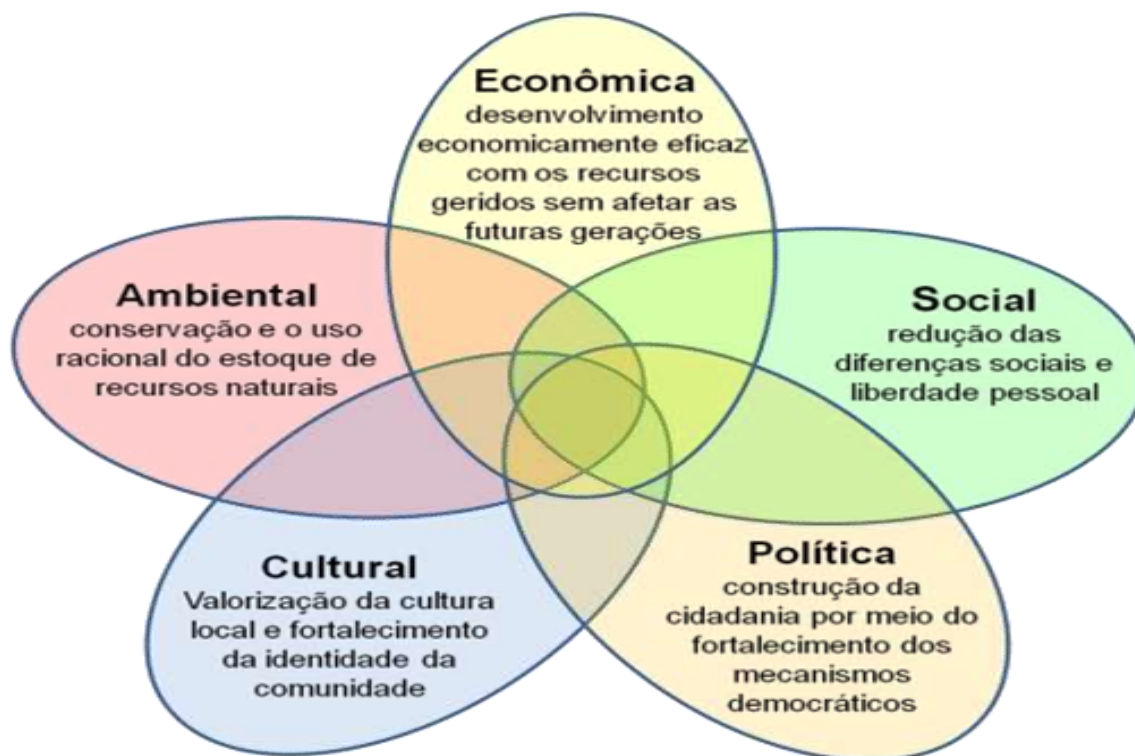 Econômica
desenvolvimento
economicamente eficaz
com os recursos
geridos sem afetar as
futuras gerações
Ambiental
conservação e o uso
racional do estoque de
recursos naturais
Social
redução das
diferenças sociais e
liberdade pessoal
Cultural
Valorização da cultura
local e fortalecimento
da identidade da
comunidade
Política
construção da
cidadania por meio do
fortalecimento dos
mecanismos
democráticos